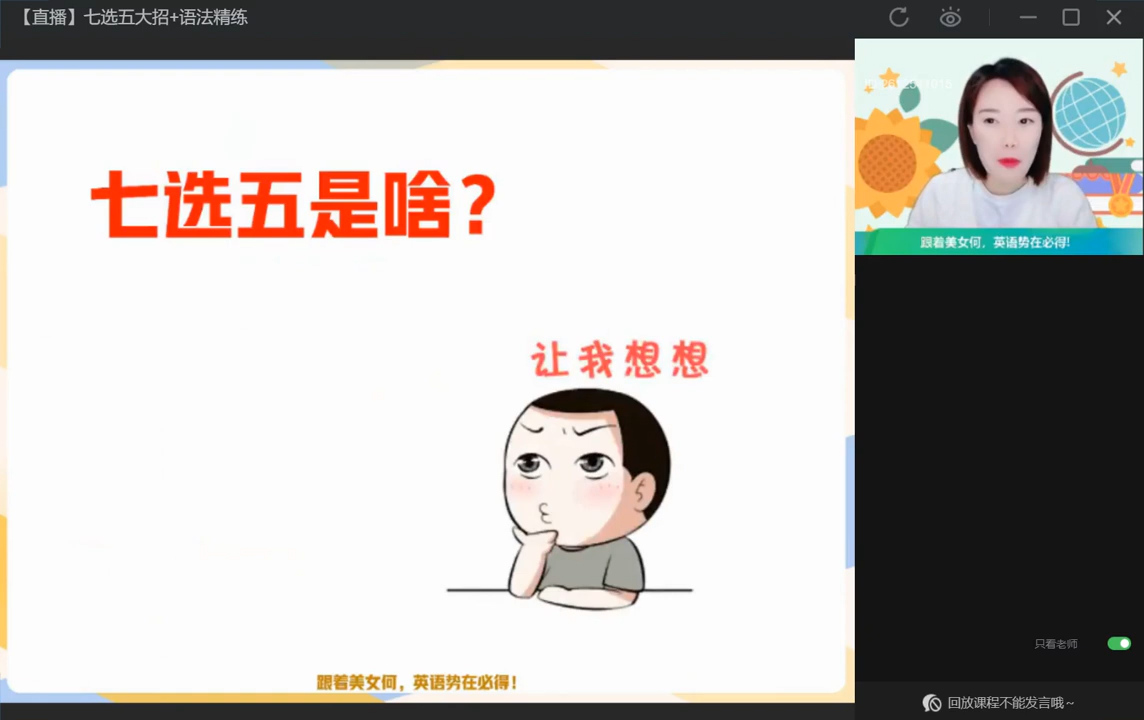 【直播】七选五大招+语法精练
七选五是啥？
让我想想
跟着美女何，英语势在必得！
跟着美女何，英语势在必得!
只看老师
回放课程不能发言哦~